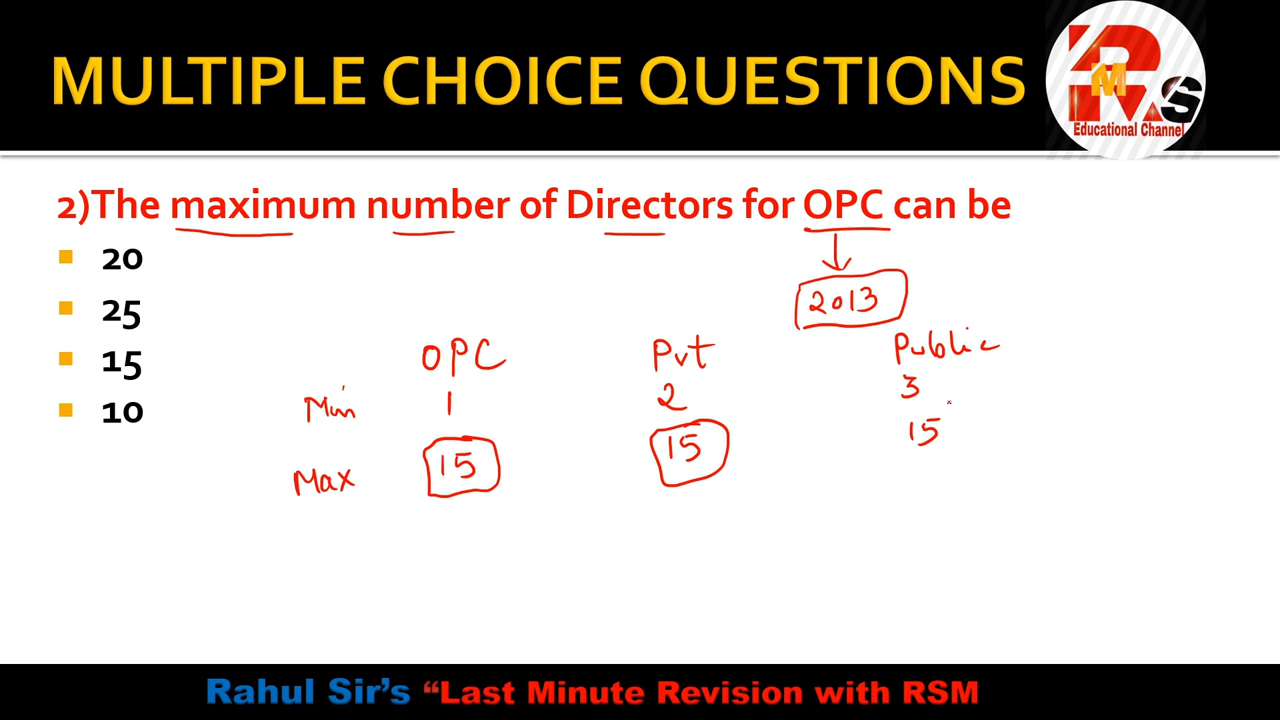 MULTIPLE CHOICE QUESTIONS
RMS
Educational Channel
2)The maximum number of Directors for OPC can be
20
25
15
10
2013
OPC Pvt Public
Min 1 2 3
Max 15 15 15
Rahul Sir's “Last Minute Revision with RSM